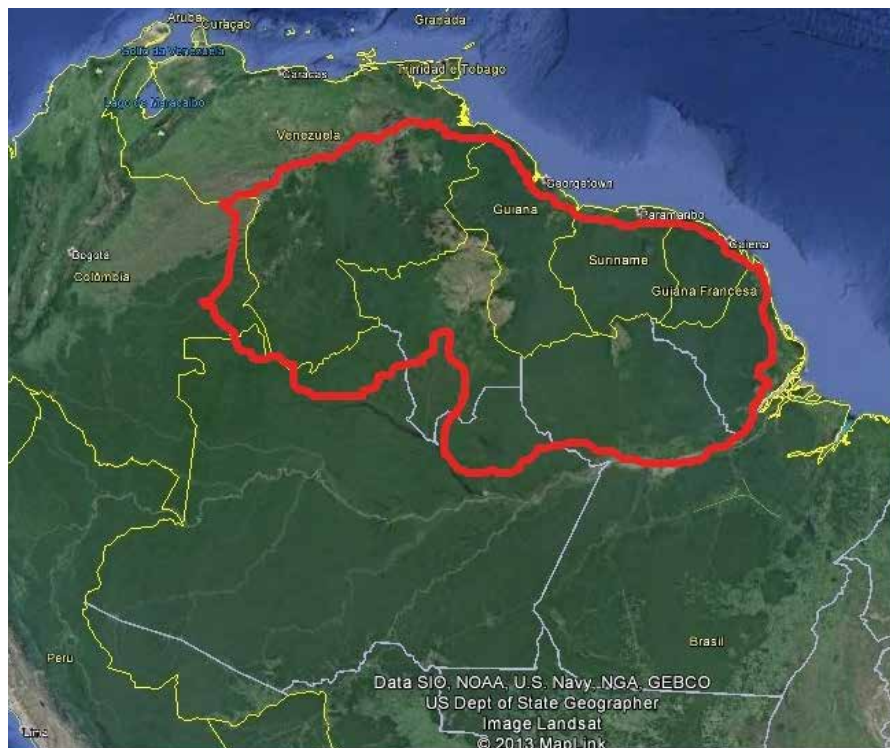 Granada
Aruba
Curaçao
Golfo da Venezuela
Caracas
Trinidad e Tobago
Lago de Maracaibo
Venezuela
Georgetown
Guiana
Paramaribo
Bogotá
Caiena
Colômbia
Suriname
Guiana Francesa
Brasil
Peru
Data SIO, NOAA, U.S. Navy, NGA, GEBCO
US Dept of State Geographer
Image Landsat
Lima
© 2013 MapLink